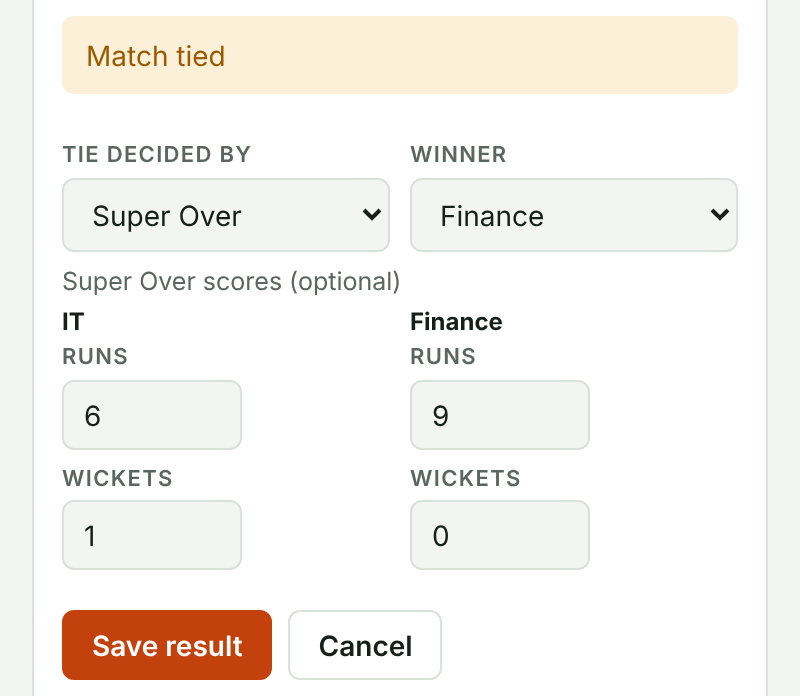 Match tied
TIE DECIDED BY
WINNER
Super Over
Finance
Super Over scores (optional)
IT
Finance
RUNS
RUNS
6
9
WICKETS
WICKETS
1
0
Save result
Cancel